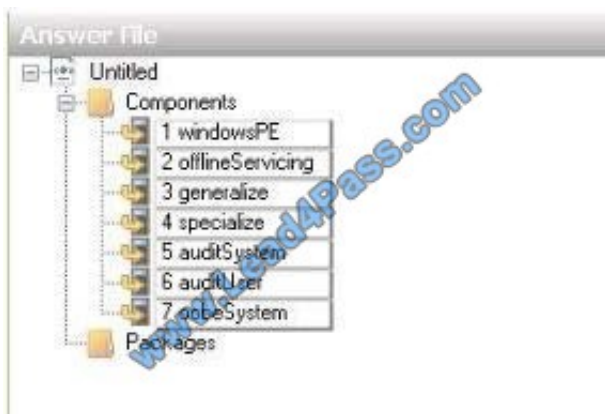 Answer File
Untitled
Components
1 windowsPE
2 offlineServicing
3 generalize
4 specialize
5 auditSystem
6 auditUser
7 oobeSystem
Packages
www.Lead4Pass.com